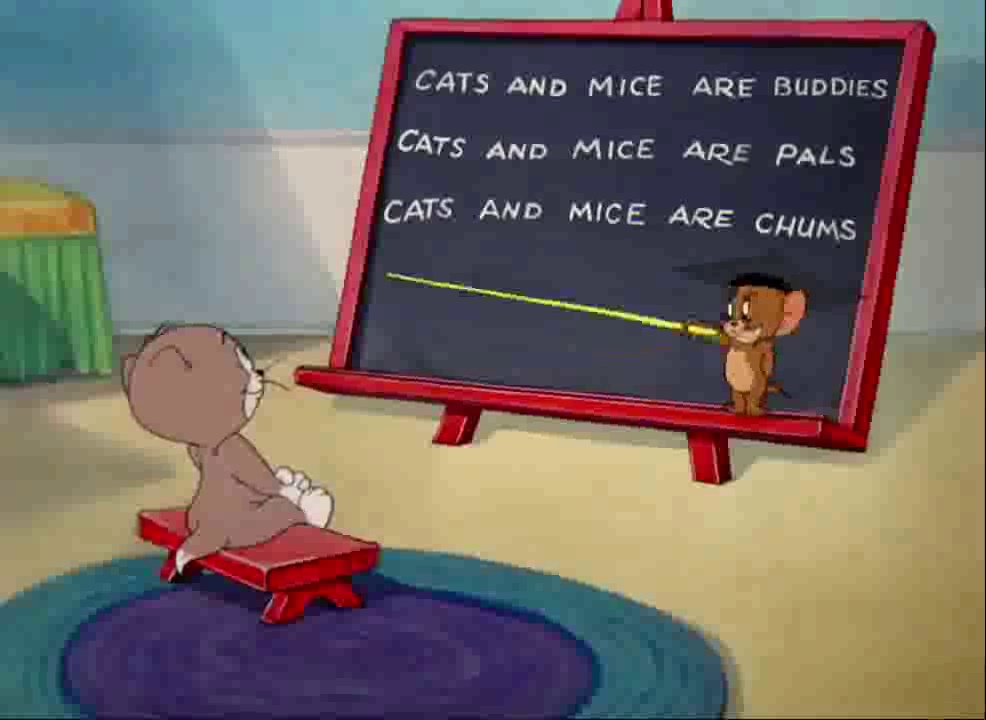 CATS AND MICE ARE BUDDIES
CATS AND MICE ARE PALS
CATS AND MICE ARE CHUMS